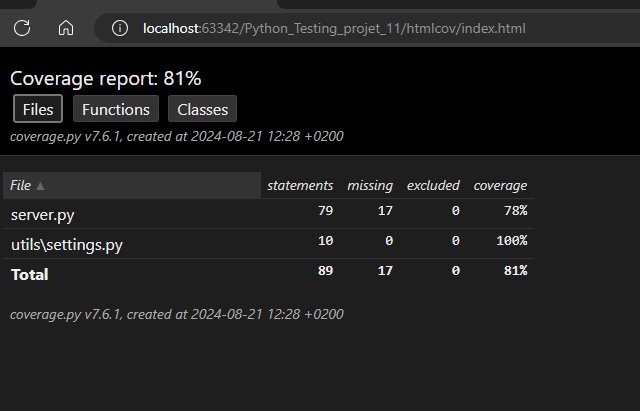 localhost:63342/Python_Testing_projet_11/htmlcov/index.html
Coverage report: 81%
Files Functions Classes
coverage.py v7.6.1, created at 2024-08-21 12:28 +0200
File ▲ statements missing excluded coverage
server.py 79 17 0 78%
utils\settings.py 10 0 0 100%
Total 89 17 0 81%
coverage.py v7.6.1, created at 2024-08-21 12:28 +0200